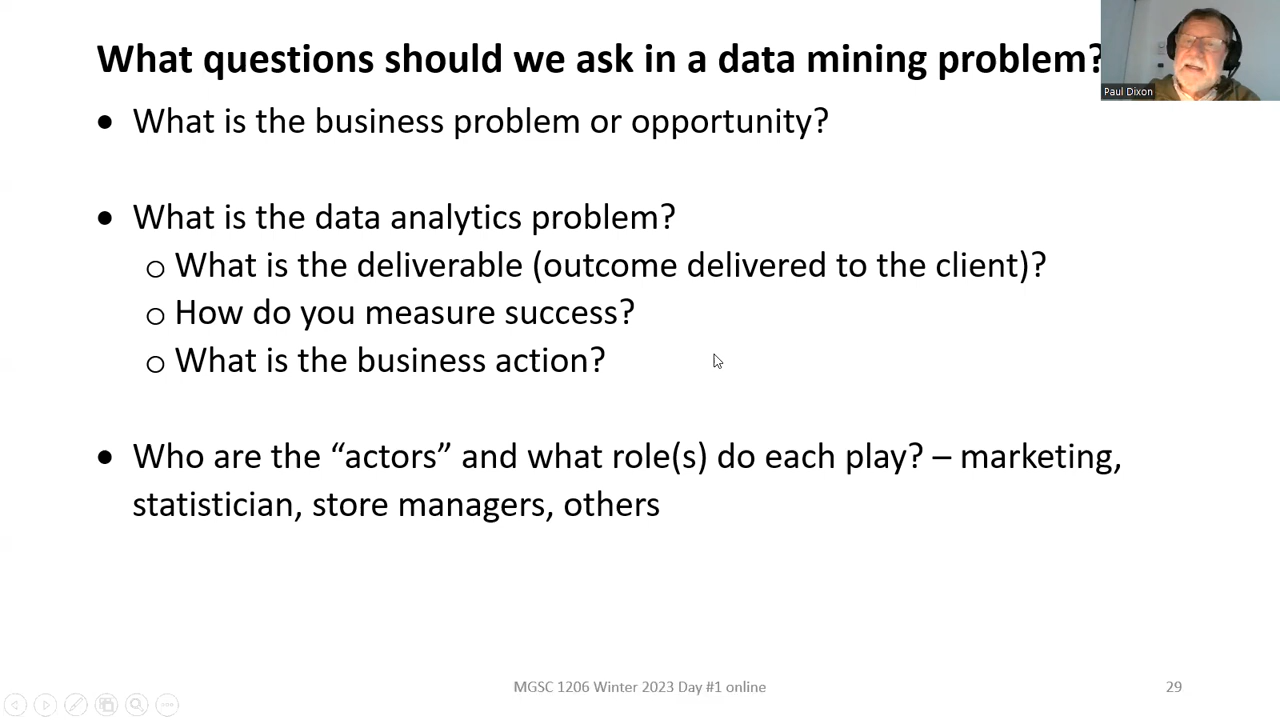 What questions should we ask in a data mining problem?
Paul Dixon
• What is the business problem or opportunity?
• What is the data analytics problem?
o What is the deliverable (outcome delivered to the client)?
o How do you measure success?
o What is the business action?
• Who are the “actors” and what role(s) do each play? – marketing,
statistician, store managers, others
MGSC 1206 Winter 2023 Day #1 online
29